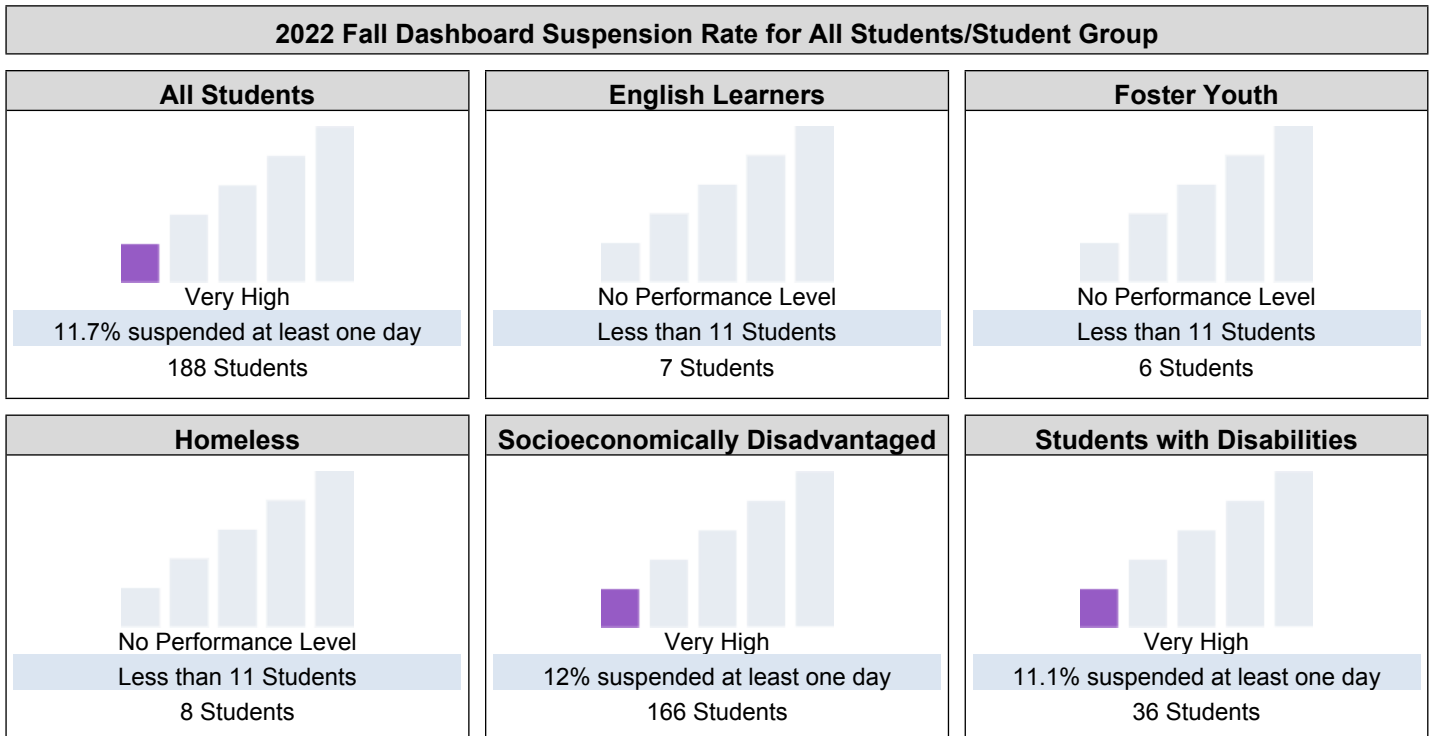 2022 Fall Dashboard Suspension Rate for All Students/Student Group
All Students
Very High
11.7% suspended at least one day
188 Students
English Learners
No Performance Level
Less than 11 Students
7 Students
Foster Youth
No Performance Level
Less than 11 Students
6 Students
Homeless
No Performance Level
Less than 11 Students
8 Students
Socioeconomically Disadvantaged
Very High
12% suspended at least one day
166 Students
Students with Disabilities
Very High
11.1% suspended at least one day
36 Students